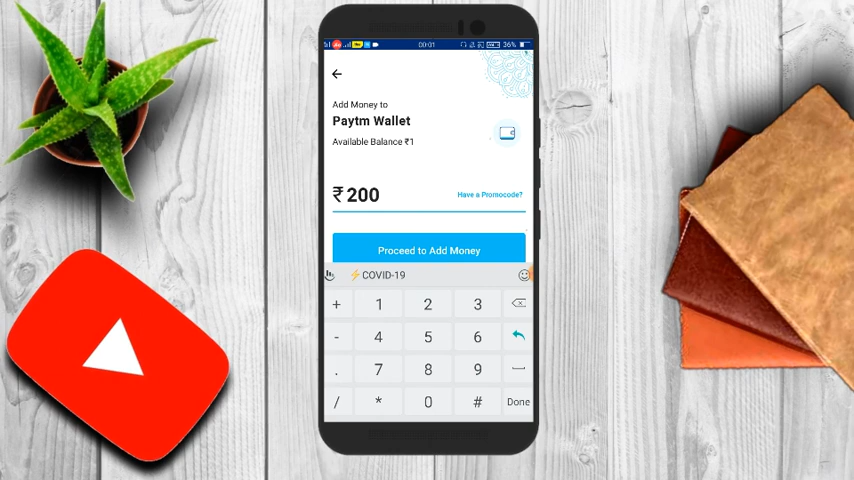 00:01
36%
Add Money to
Paytm Wallet
Available Balance ₹1
₹ 200
Have a Promocode?
Proceed to Add Money
COVID-19
+ 1 2 3
- 4 5 6
. 7 8 9
/ * 0 # Done